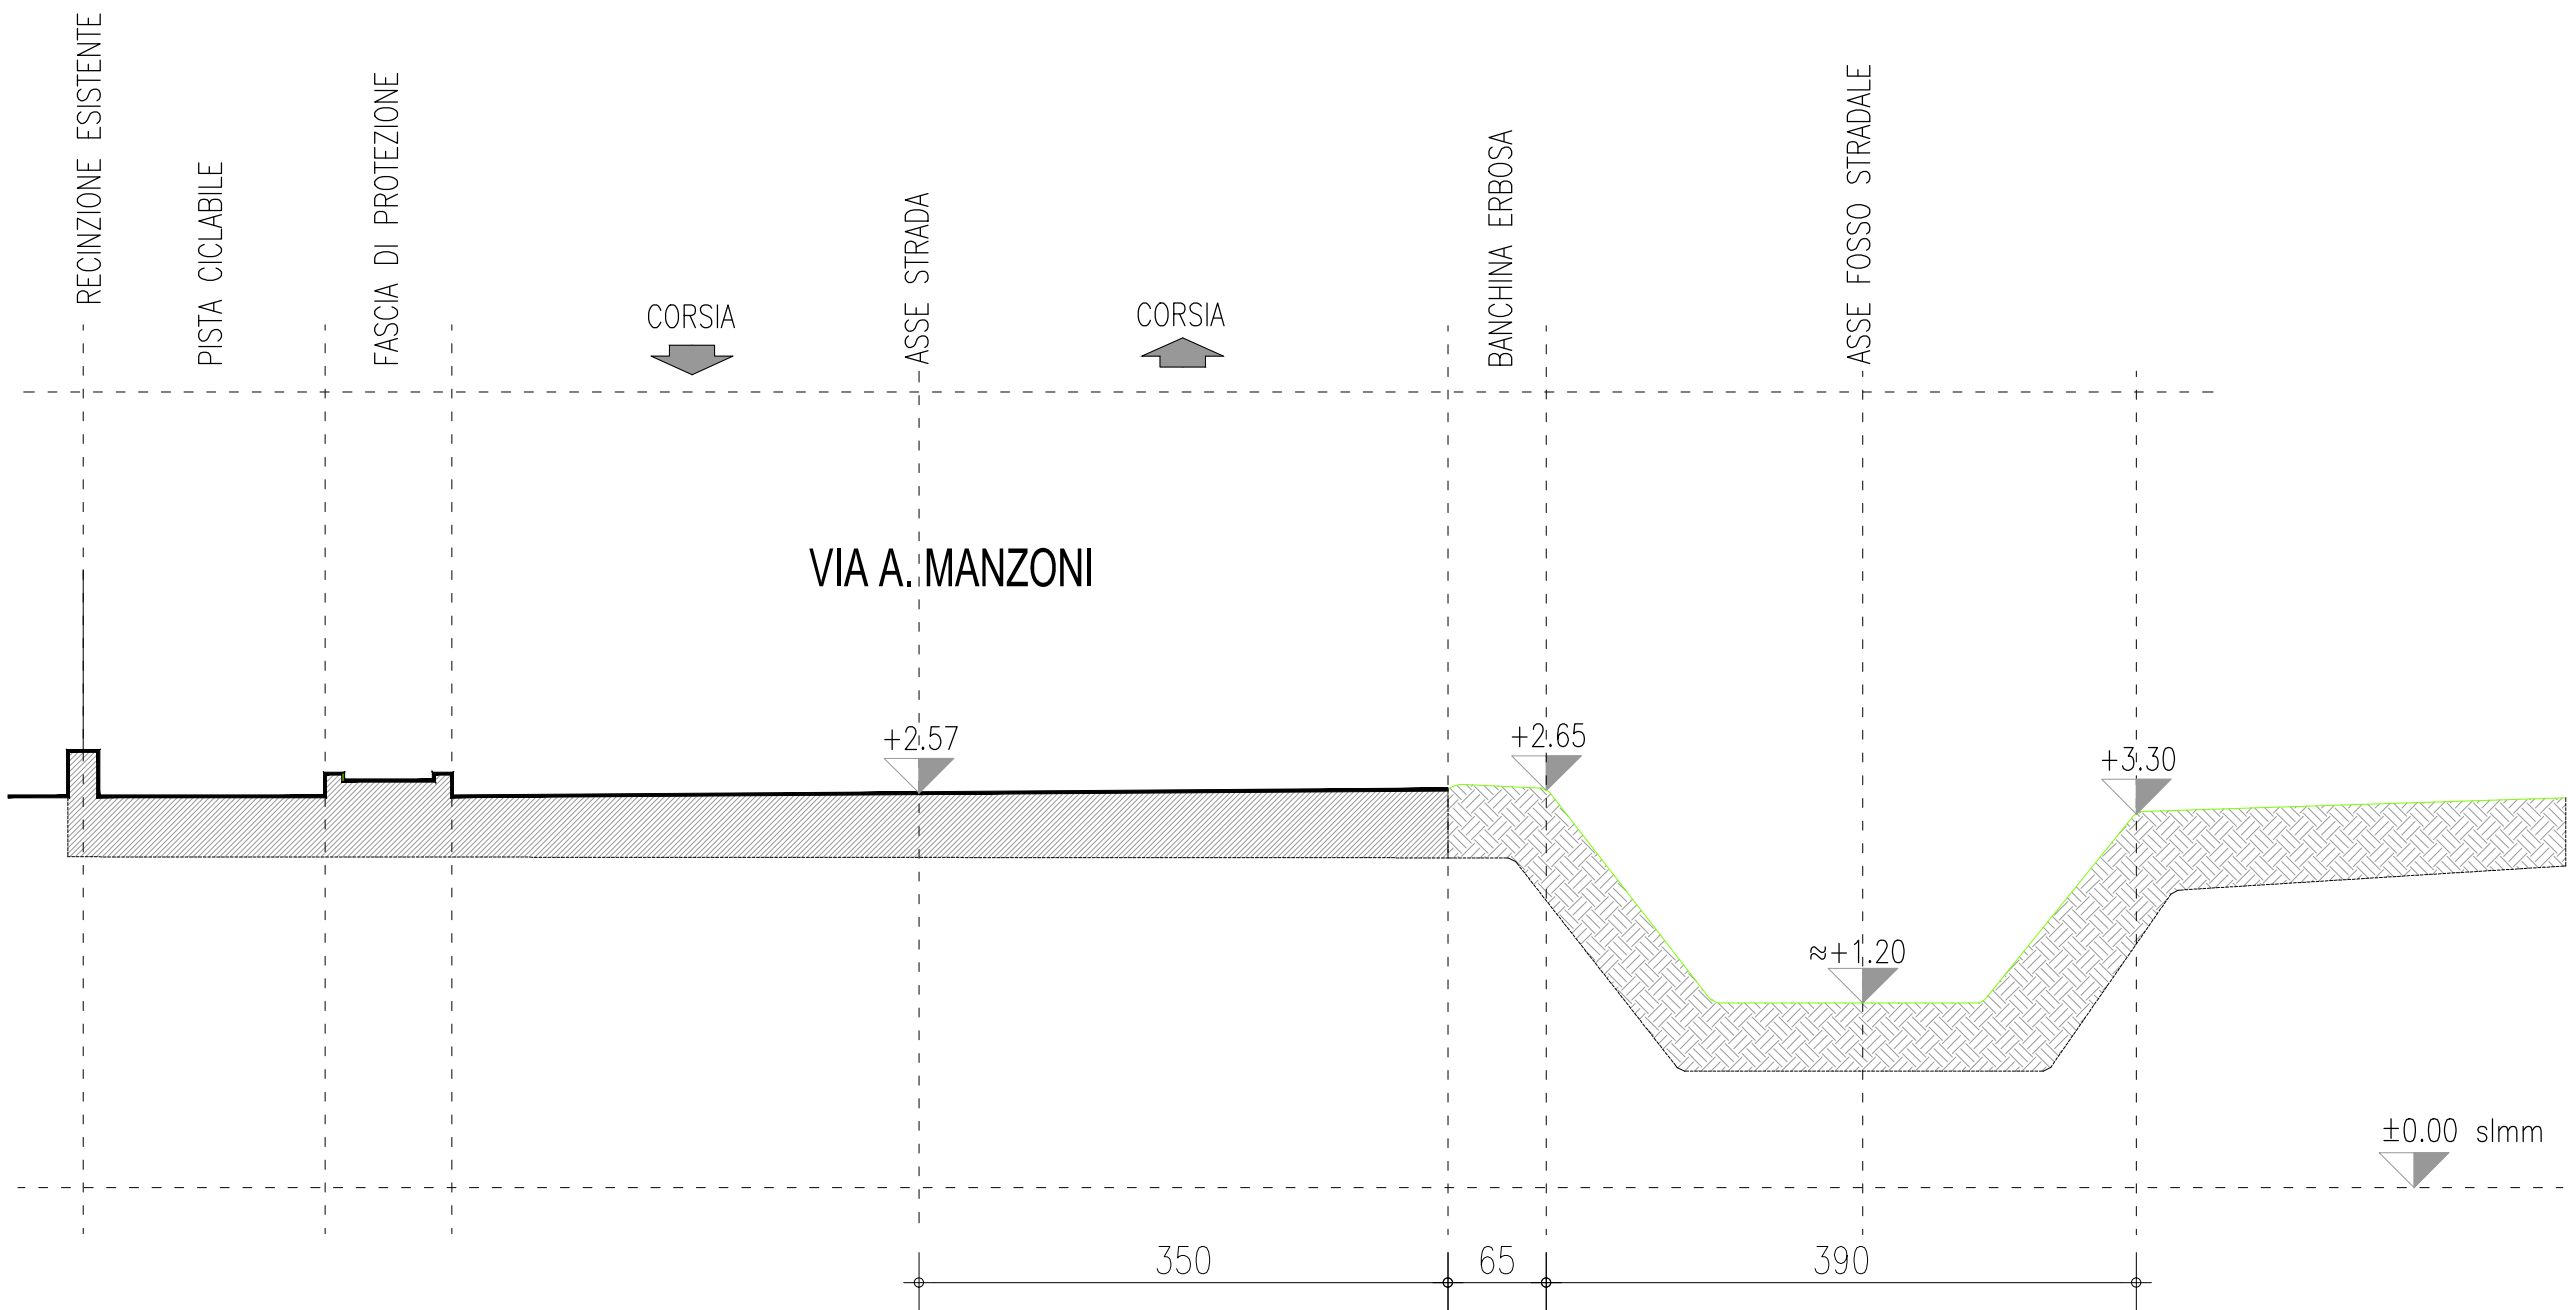 RECINZIONE ESISTENTE
PISTA CICLABILE
FASCIA DI PROTEZIONE
CORSIA
ASSE STRADA
CORSIA
BANCHINA ERBOSA
ASSE FOSSO STRADALE
VIA A. MANZONI
+2.57
+2.65
+3.30
≈+1.20
±0.00 slmm
350
65
390